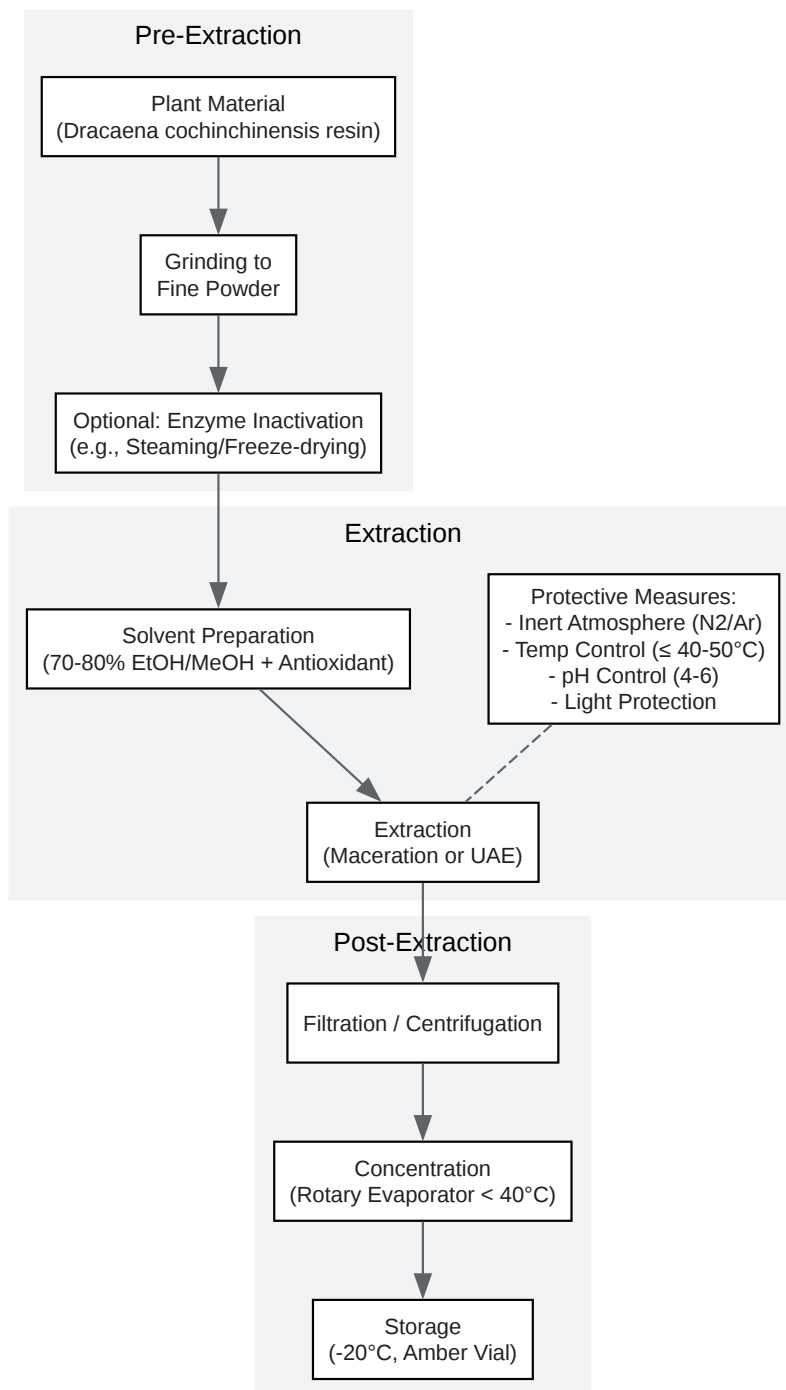 Pre-Extraction
Plant Material
(Dracaena cochinchinensis resin)
Grinding to
Fine Powder
Optional: Enzyme Inactivation
(e.g., Steaming/Freeze-drying)
Extraction
Solvent Preparation
(70-80% EtOH/MeOH + Antioxidant)
Protective Measures:
- Inert Atmosphere (N2/Ar)
- Temp Control (≤ 40-50°C)
- pH Control (4-6)
- Light Protection
Extraction
(Maceration or UAE)
Post-Extraction
Filtration / Centrifugation
Concentration
(Rotary Evaporator < 40°C)
Storage
(-20°C, Amber Vial)